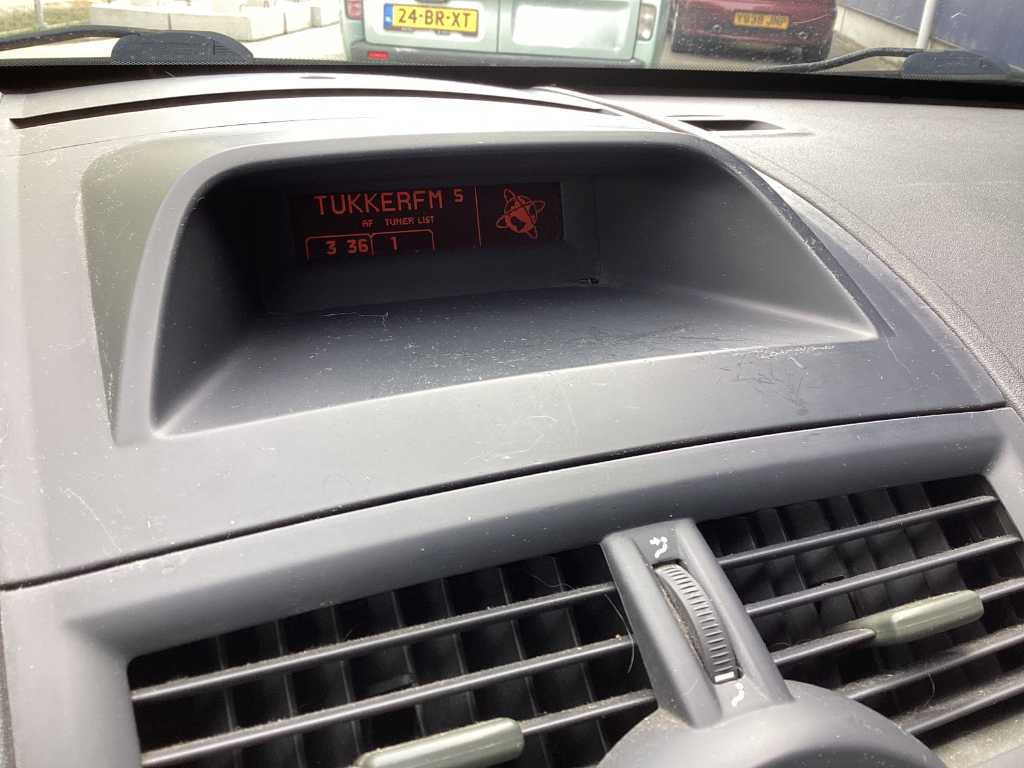 24-BR-XT
TUKKERFM 5
AF TUNER LIST
3 36 1